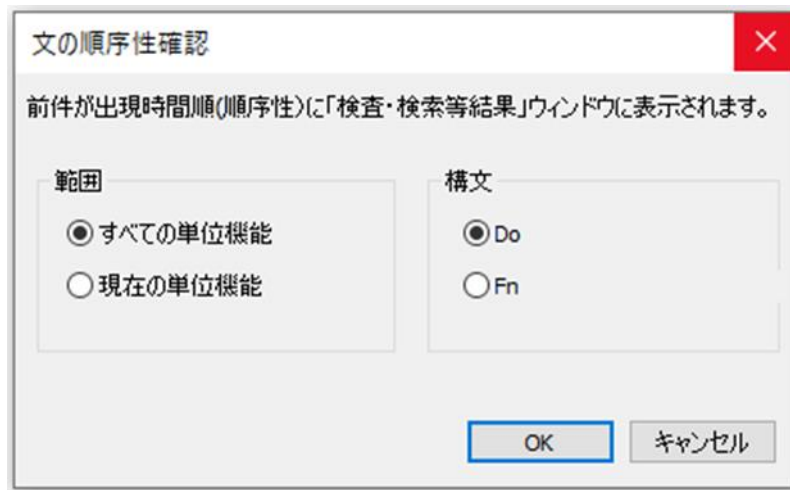 文の順序性確認
前件が出現時間順(順序性)に「検査・検索等結果」ウィンドウに表示されます。
範囲
すべての単位機能
現在の単位機能
構文
Do
Fn
OK
キャンセル